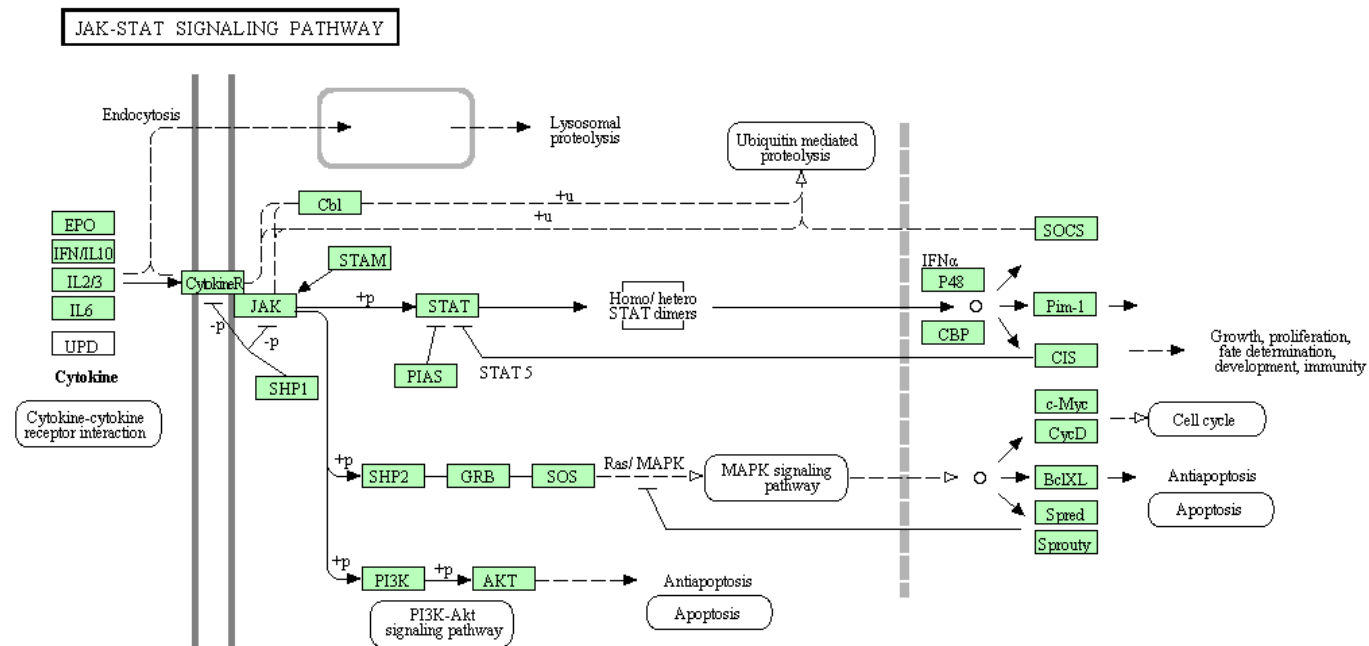 JAK-STAT SIGNALING PATHWAY
Endocytosis
Lysosomal
proteolysis
Ubiquitin mediated
proteolysis
Cbl
+u
+u
EPO
IFN/IL10
IL2/3
IL6
UPD
Cytokine
Cytokine-cytokine
receptor interaction
CytokineR
JAK
STAM
SOCS
+p
STAT
Homo/ hetero
STAT dimers
IFNα
P48
CBP
Pim-1
CIS
Growth, proliferation,
fate determination,
development, immunity
-p
-p
SHP1
PIAS
STAT 5
c-Myc
CycD
Cell cycle
+p
SHP2
GRB
SOS
Ras/ MAPK
MAPK signaling
pathway
BclXL
Antiapoptosis
Apoptosis
Spred
Sprouty
+p
PI3K
+p
AKT
Antiapoptosis
Apoptosis
PI3K-Akt
signaling pathway